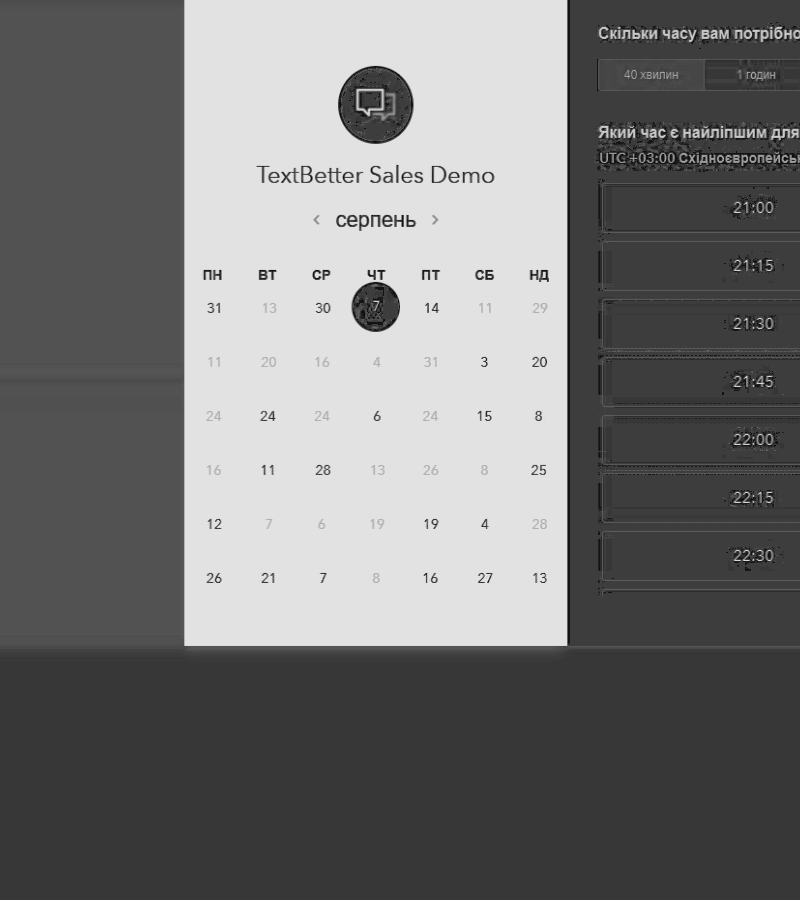 TextBetter Sales Demo
серпень
ПН ВТ СР ЧТ ПТ СБ НД
31 13 30 7 14 11 29
11 20 16 4 31 3 20
24 24 24 6 24 15 8
16 11 28 13 26 8 25
12 7 6 19 19 4 28
26 21 7 8 16 27 13
Скільки часу вам потрібно
40 хвилин 1 годин
Який час є найліпшим для
UTC +03:00 Східноєвропейськ
21:00
21:15
21:30
21:45
22:00
22:15
22:30